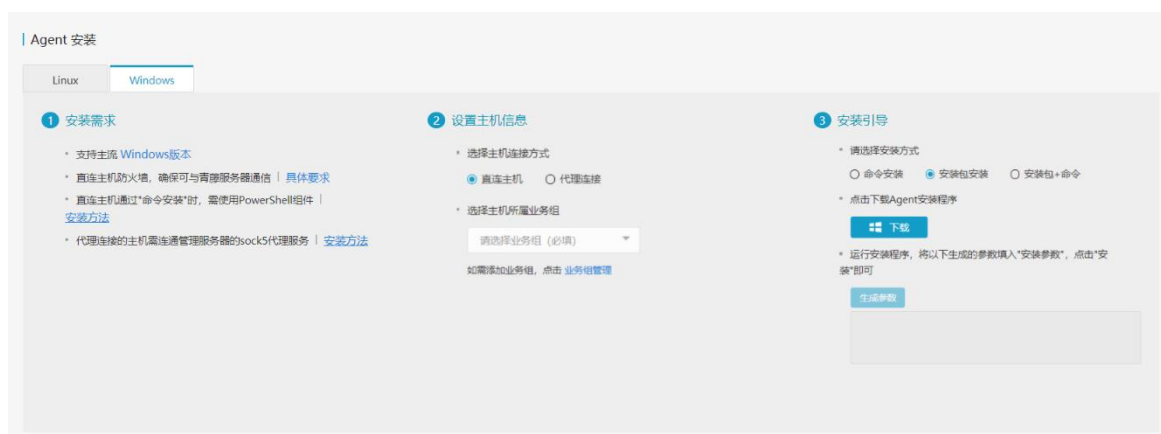 Agent 安装
Linux
Windows
1 安装需求
支持主流 Windows版本
直连主机防火墙，确保可与青藤服务器通信 | 具体要求
直连主机通过"命令安装"时，需使用PowerShell组件 |
安装方法
代理连接的主机需连通管理服务器的sock5代理服务 | 安装方法
2 设置主机信息
选择主机连接方式
直连主机 代理连接
选择主机所属业务组
请选择业务组 (必填)
如需添加业务组，点击 业务组管理
3 安装引导
请选择安装方式
命令安装 安装包安装 安装包+命令
点击下载Agent安装程序
下载
运行安装程序，将以下生成的参数填入"安装参数"，点击"安
装"即可
生成参数